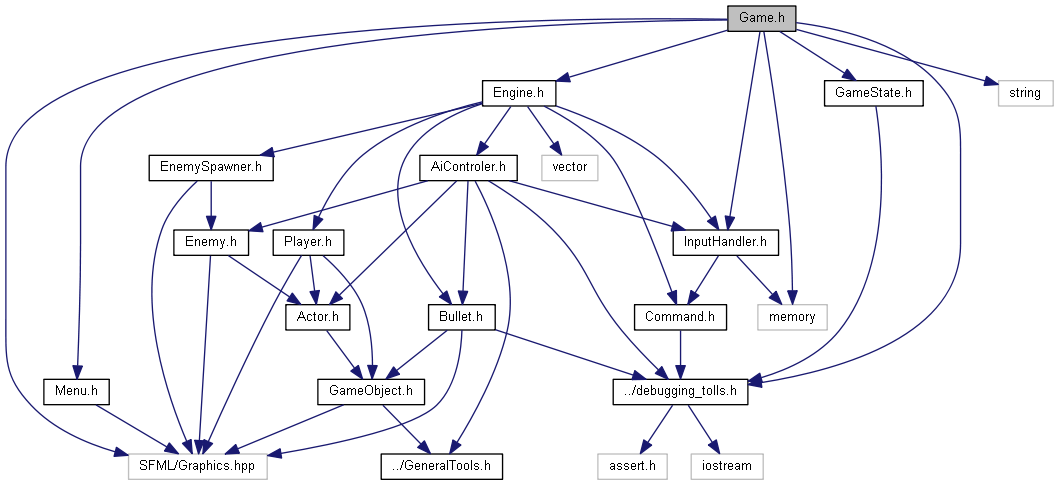 Game.h
Engine.h
GameState.h
string
EnemySpawner.h
AiControler.h
vector
Enemy.h
Player.h
InputHandler.h
Actor.h
Bullet.h
Command.h
memory
Menu.h
GameObject.h
../debugging_tolls.h
SFML/Graphics.hpp
../GeneralTools.h
assert.h
iostream